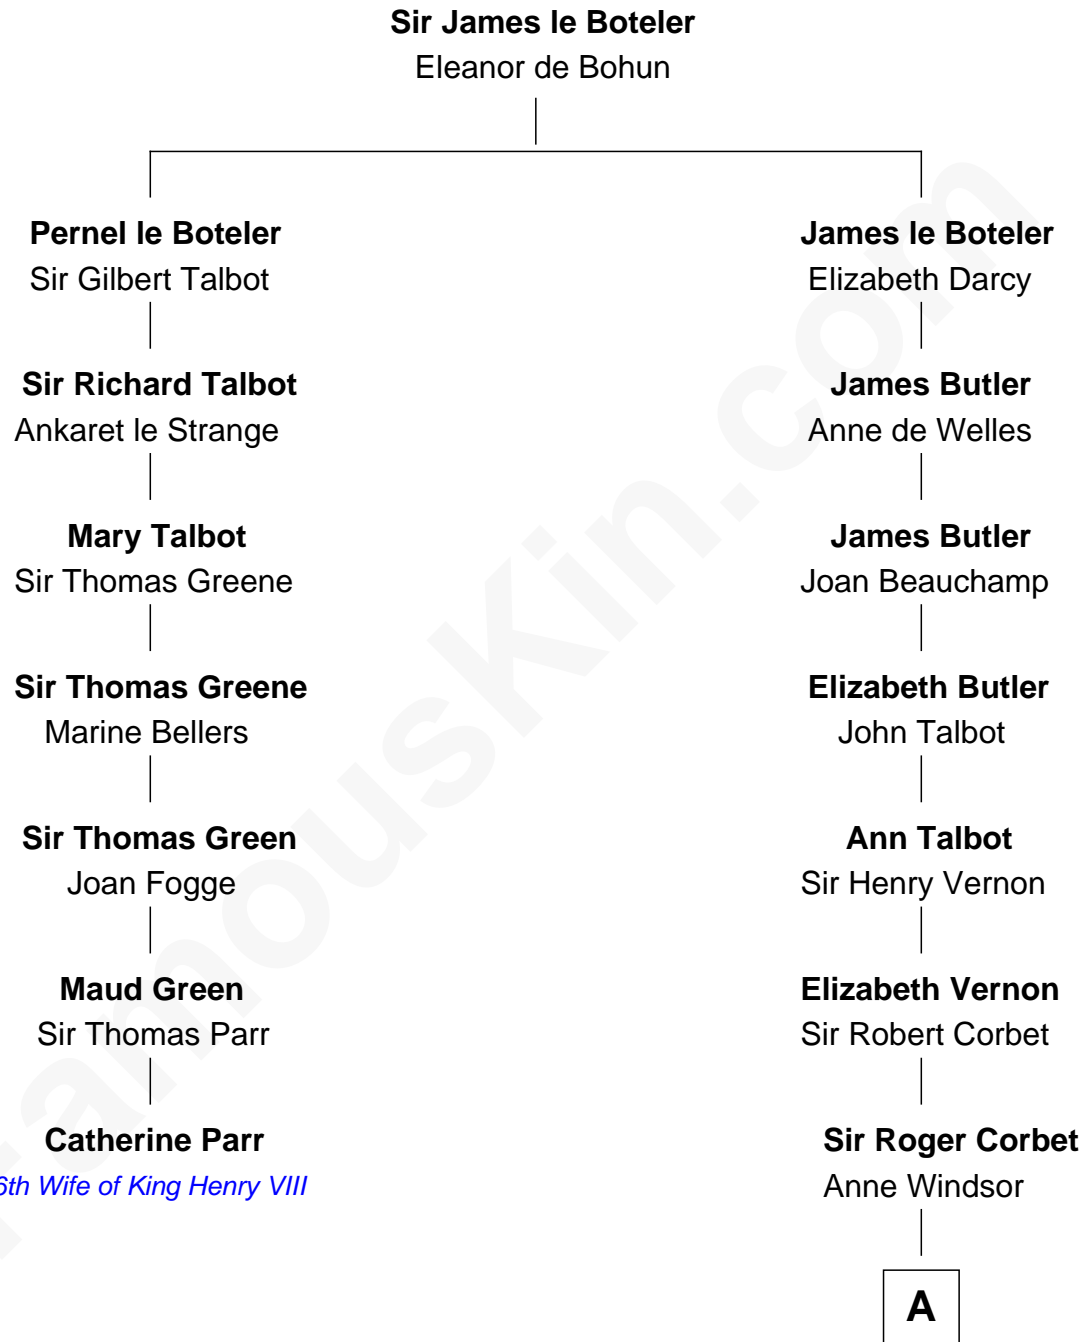 Sir James le Boteler
Eleanor de Bohun
Pernel le Boteler
Sir Gilbert Talbot
James le Boteler
Elizabeth Darcy
Sir Richard Talbot
Ankaret le Strange
James Butler
Anne de Welles
Mary Talbot
Sir Thomas Greene
James Butler
Joan Beauchamp
Sir Thomas Greene
Marine Bellers
Elizabeth Butler
John Talbot
Sir Thomas Green
Joan Fogge
Ann Talbot
Sir Henry Vernon
Maud Green
Sir Thomas Parr
Elizabeth Vernon
Sir Robert Corbet
Catherine Parr
6th Wife of King Henry VIII
Sir Roger Corbet
Anne Windsor
A
FamousKin.com